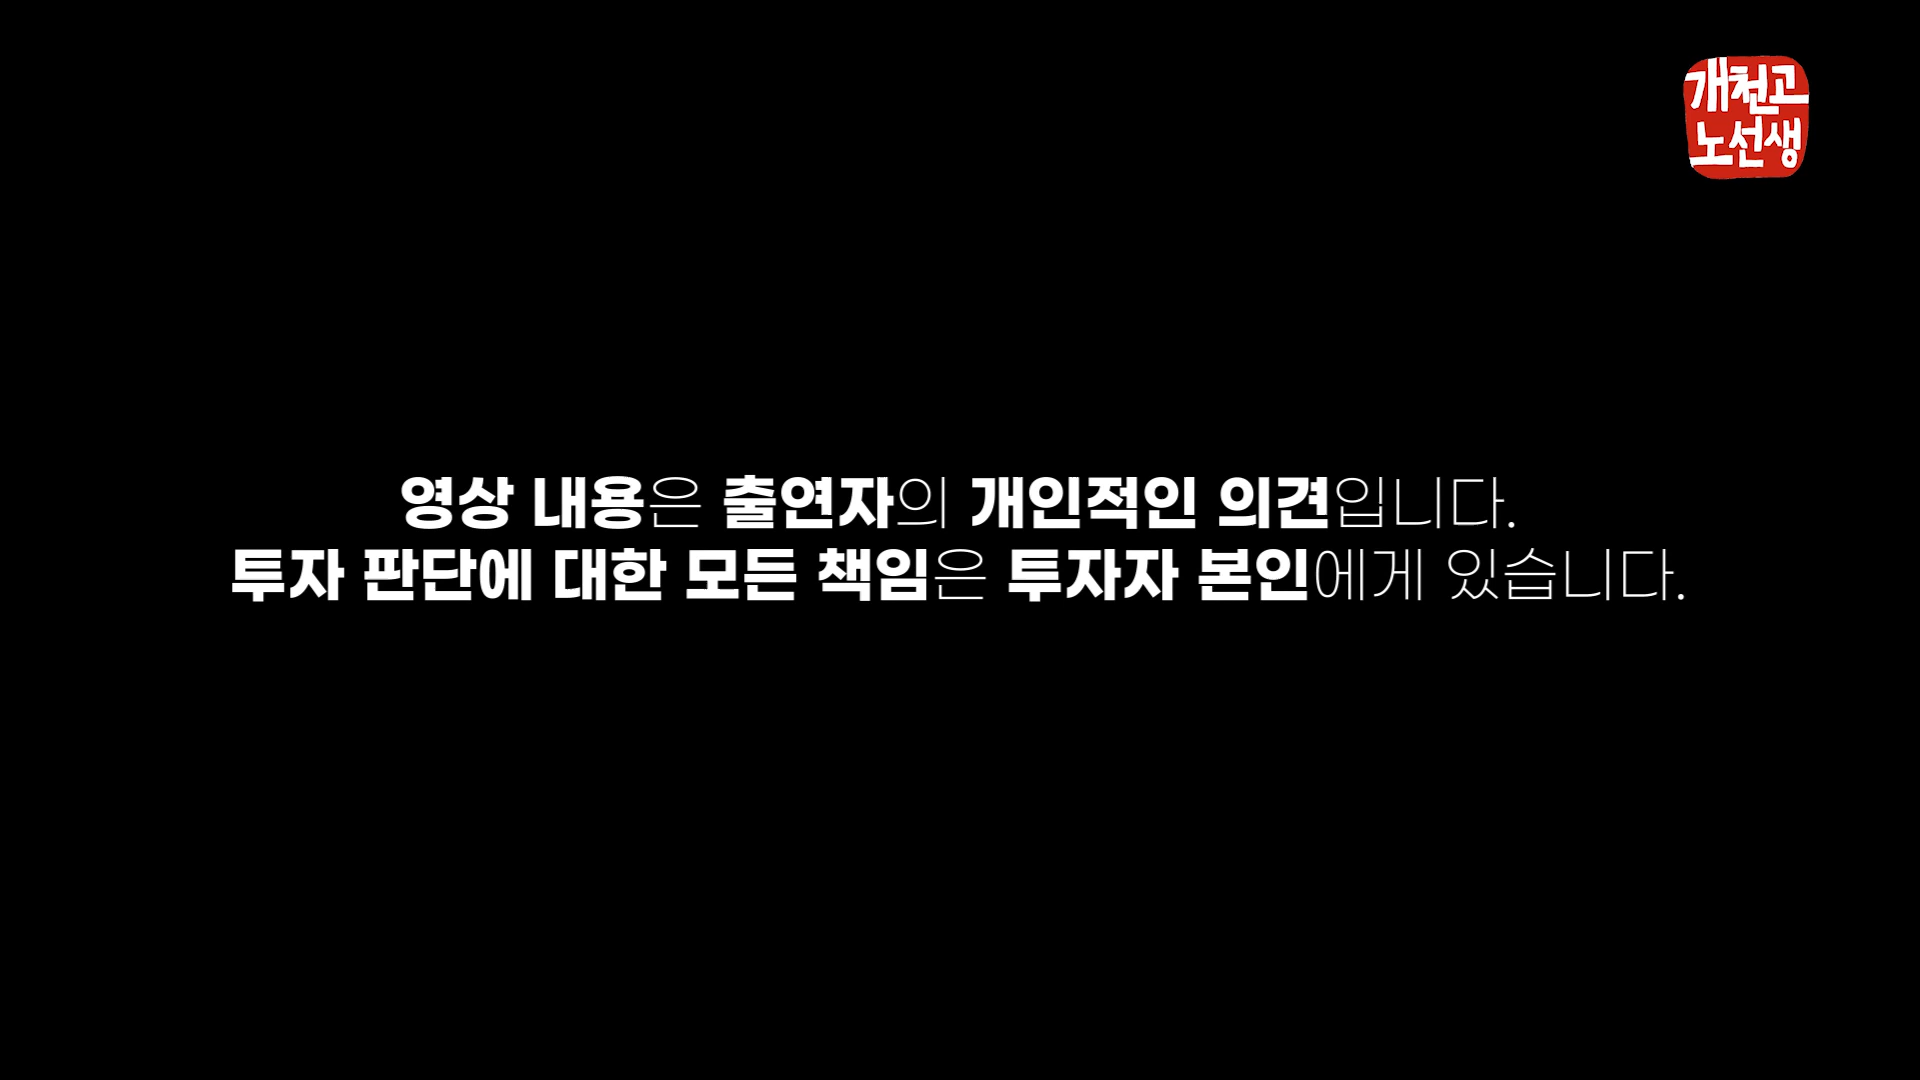 개천고
노선생
영상 내용은 출연자의 개인적인 의견입니다.
투자 판단에 대한 모든 책임은 투자자 본인에게 있습니다.